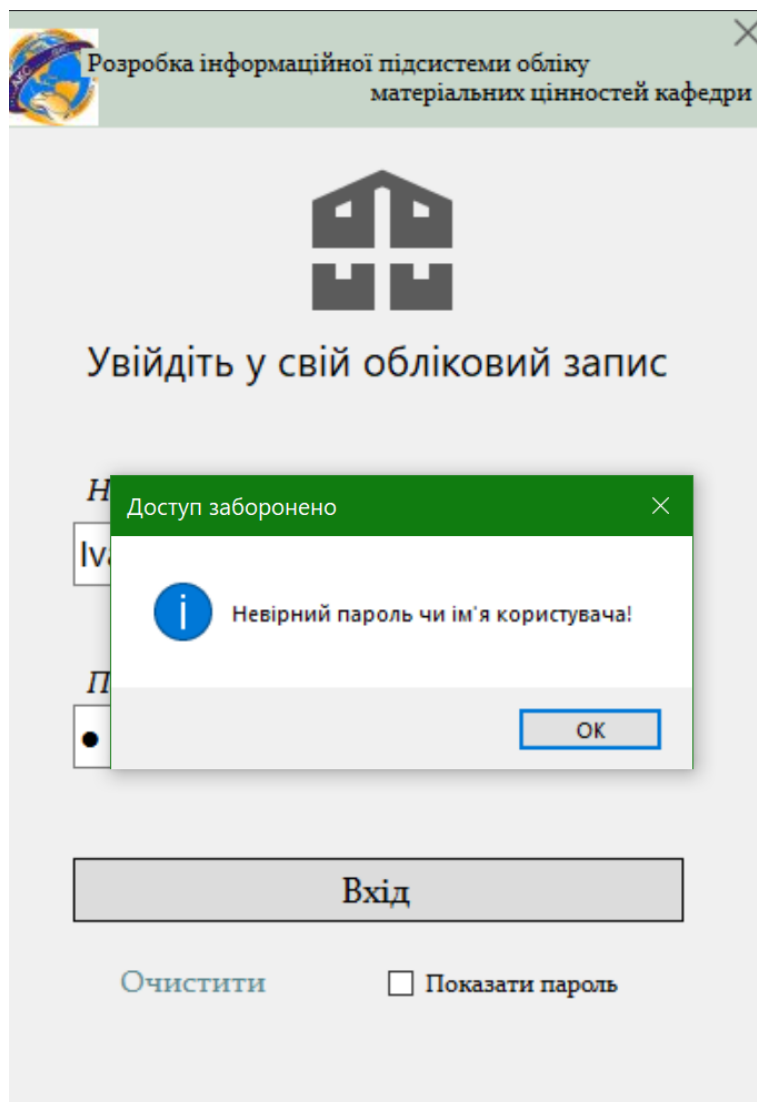 Розробка інформаційної підсистеми обліку
матеріальних цінностей кафедри
Увійдіть у свій обліковий запис
Доступ заборонено
Невірний пароль чи ім'я користувача!
OK
Вхід
Очистити
Показати пароль